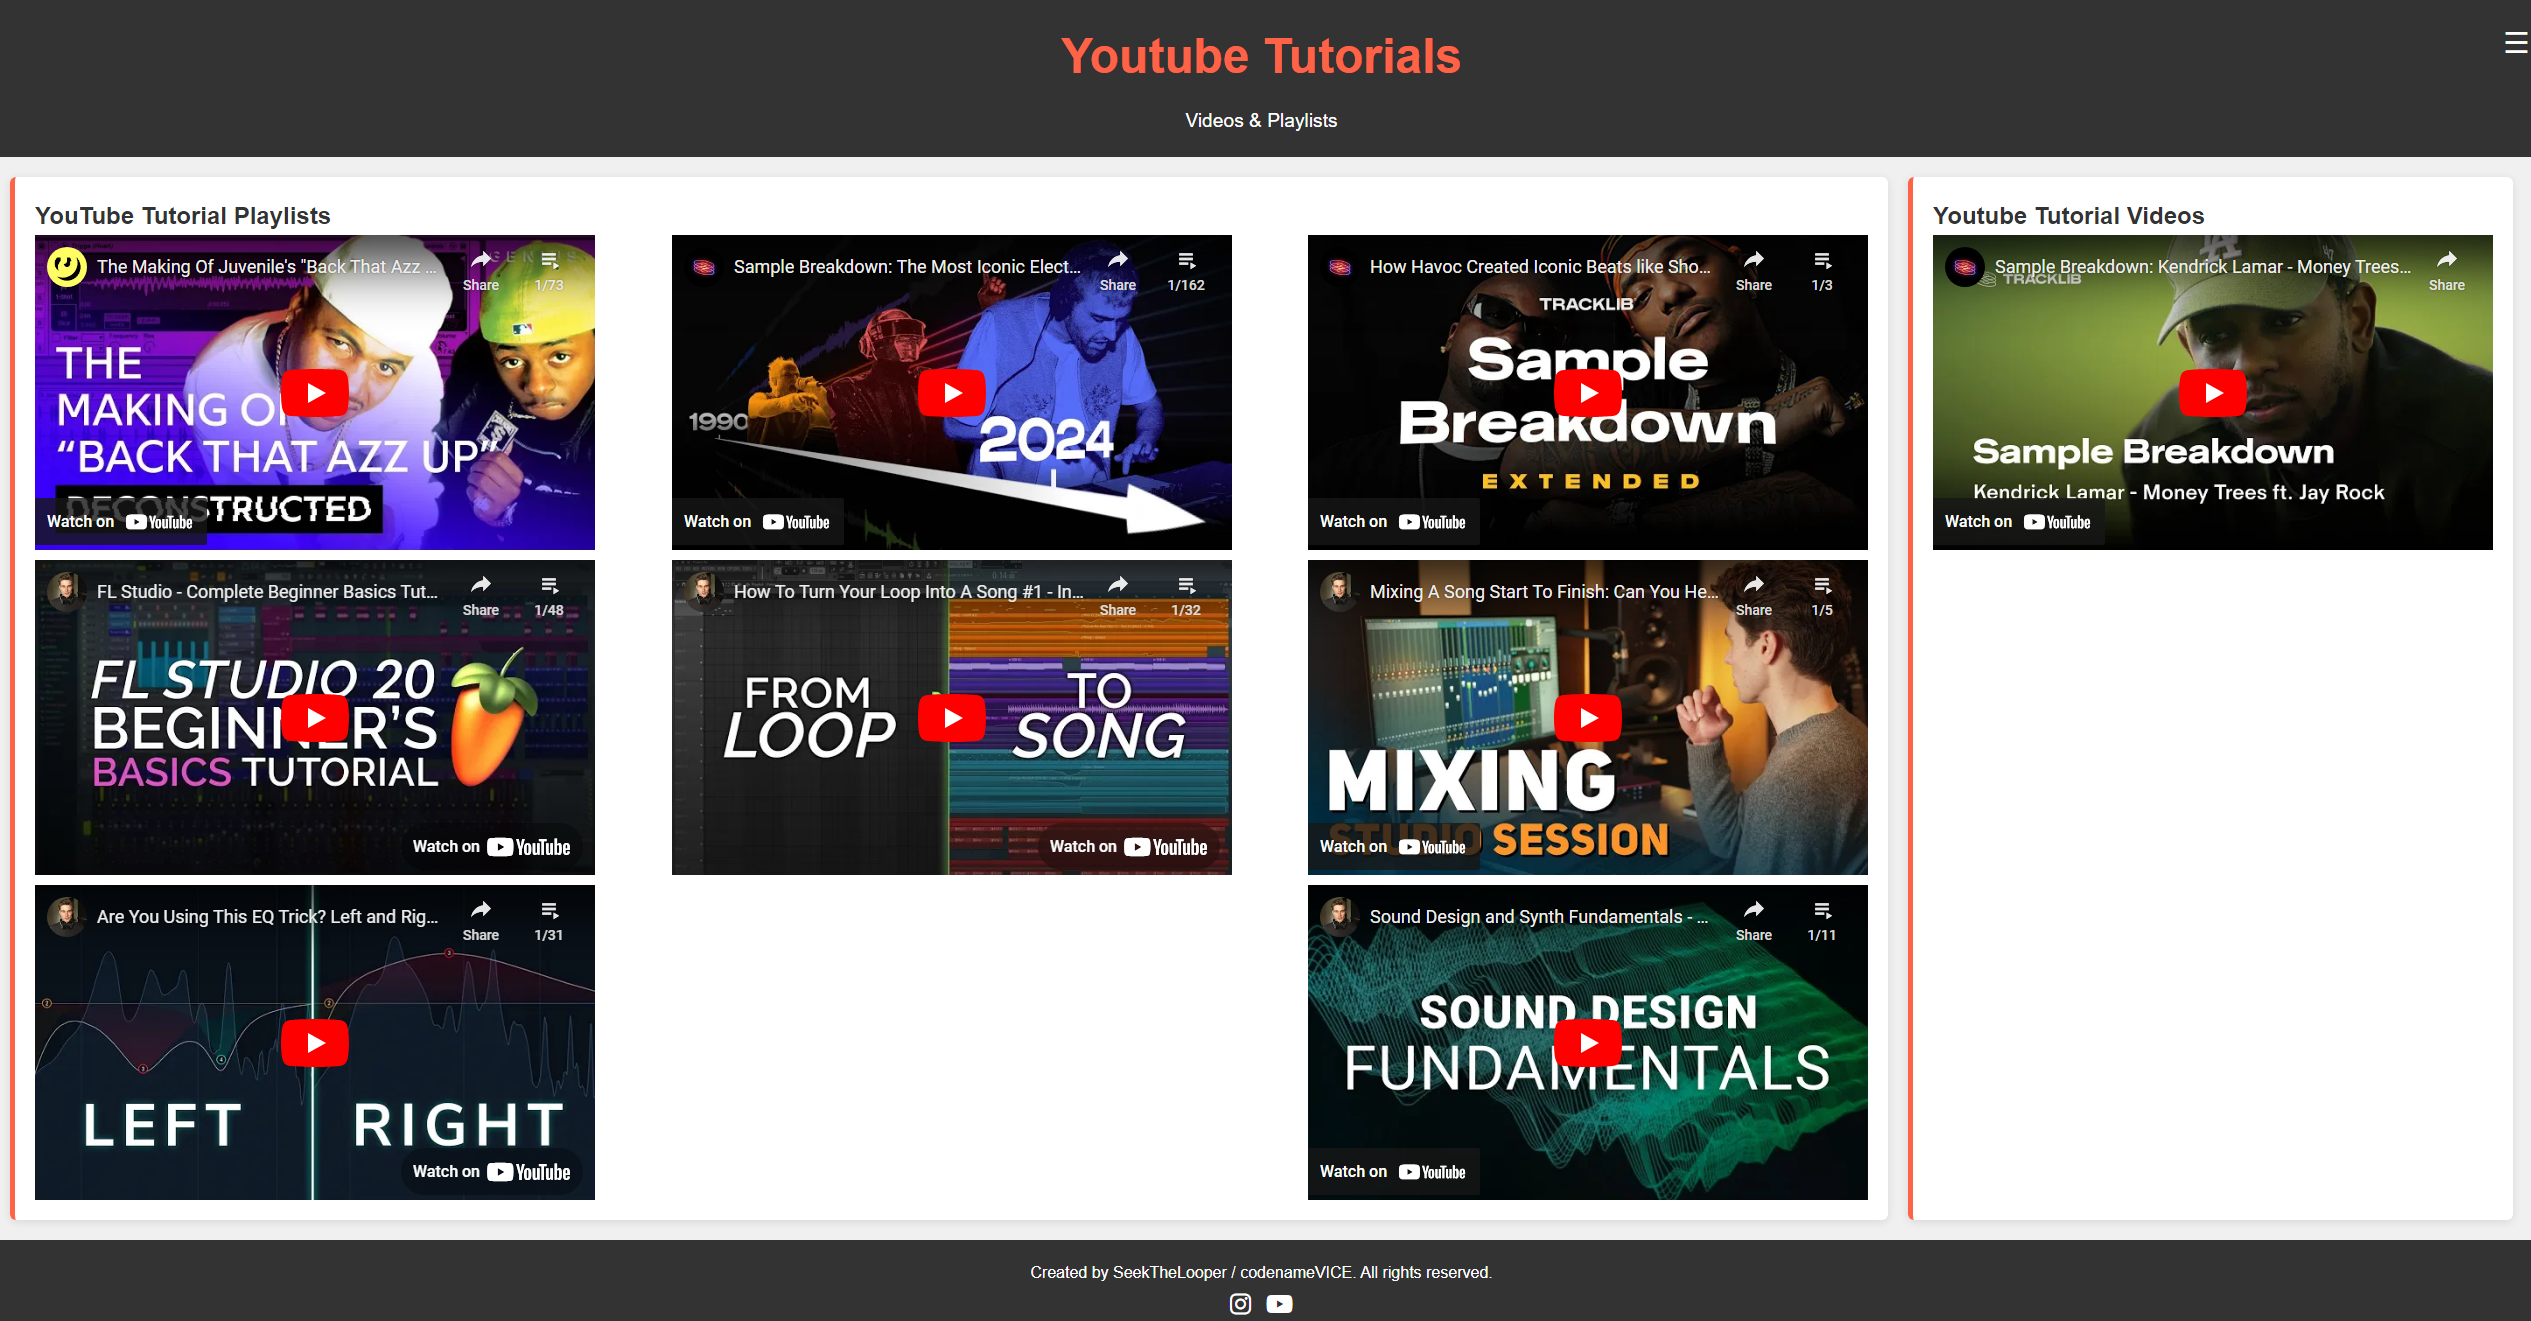 Youtube Tutorials
Videos & Playlists
YouTube Tutorial Playlists
The Making Of Juvenile's "Back That Azz ...
Share
1/73
THE
MAKING OF
“BACK THAT AZZ UP”
DECONSTRUCTED
Watch on YouTube
Sample Breakdown: The Most Iconic Elect...
Share
1/162
1990
2024
Watch on YouTube
How Havoc Created Iconic Beats like Sho...
Share
1/3
TRACKLIB
Sample
Breakdown
EXTENDED
Watch on YouTube
FL Studio - Complete Beginner Basics Tut...
Share
1/48
FL STUDIO 20
BEGINNER’S
BASICS TUTORIAL
Watch on YouTube
How To Turn Your Loop Into A Song #1 - In...
Share
1/32
FROM
LOOP
TO
SONG
Watch on YouTube
Mixing A Song Start To Finish: Can You He...
Share
1/5
MIXING
STUDIO SESSION
Watch on YouTube
Are You Using This EQ Trick? Left and Rig...
Share
1/31
LEFT
RIGHT
Watch on YouTube
Sound Design and Synth Fundamentals - ...
Share
1/11
SOUND DESIGN
FUNDAMENTALS
Watch on YouTube
Youtube Tutorial Videos
Sample Breakdown: Kendrick Lamar - Money Trees...
Share
TRACKLIB
Sample Breakdown
Kendrick Lamar - Money Trees ft. Jay Rock
Watch on YouTube
Created by SeekTheLooper / codenameVICE. All rights reserved.